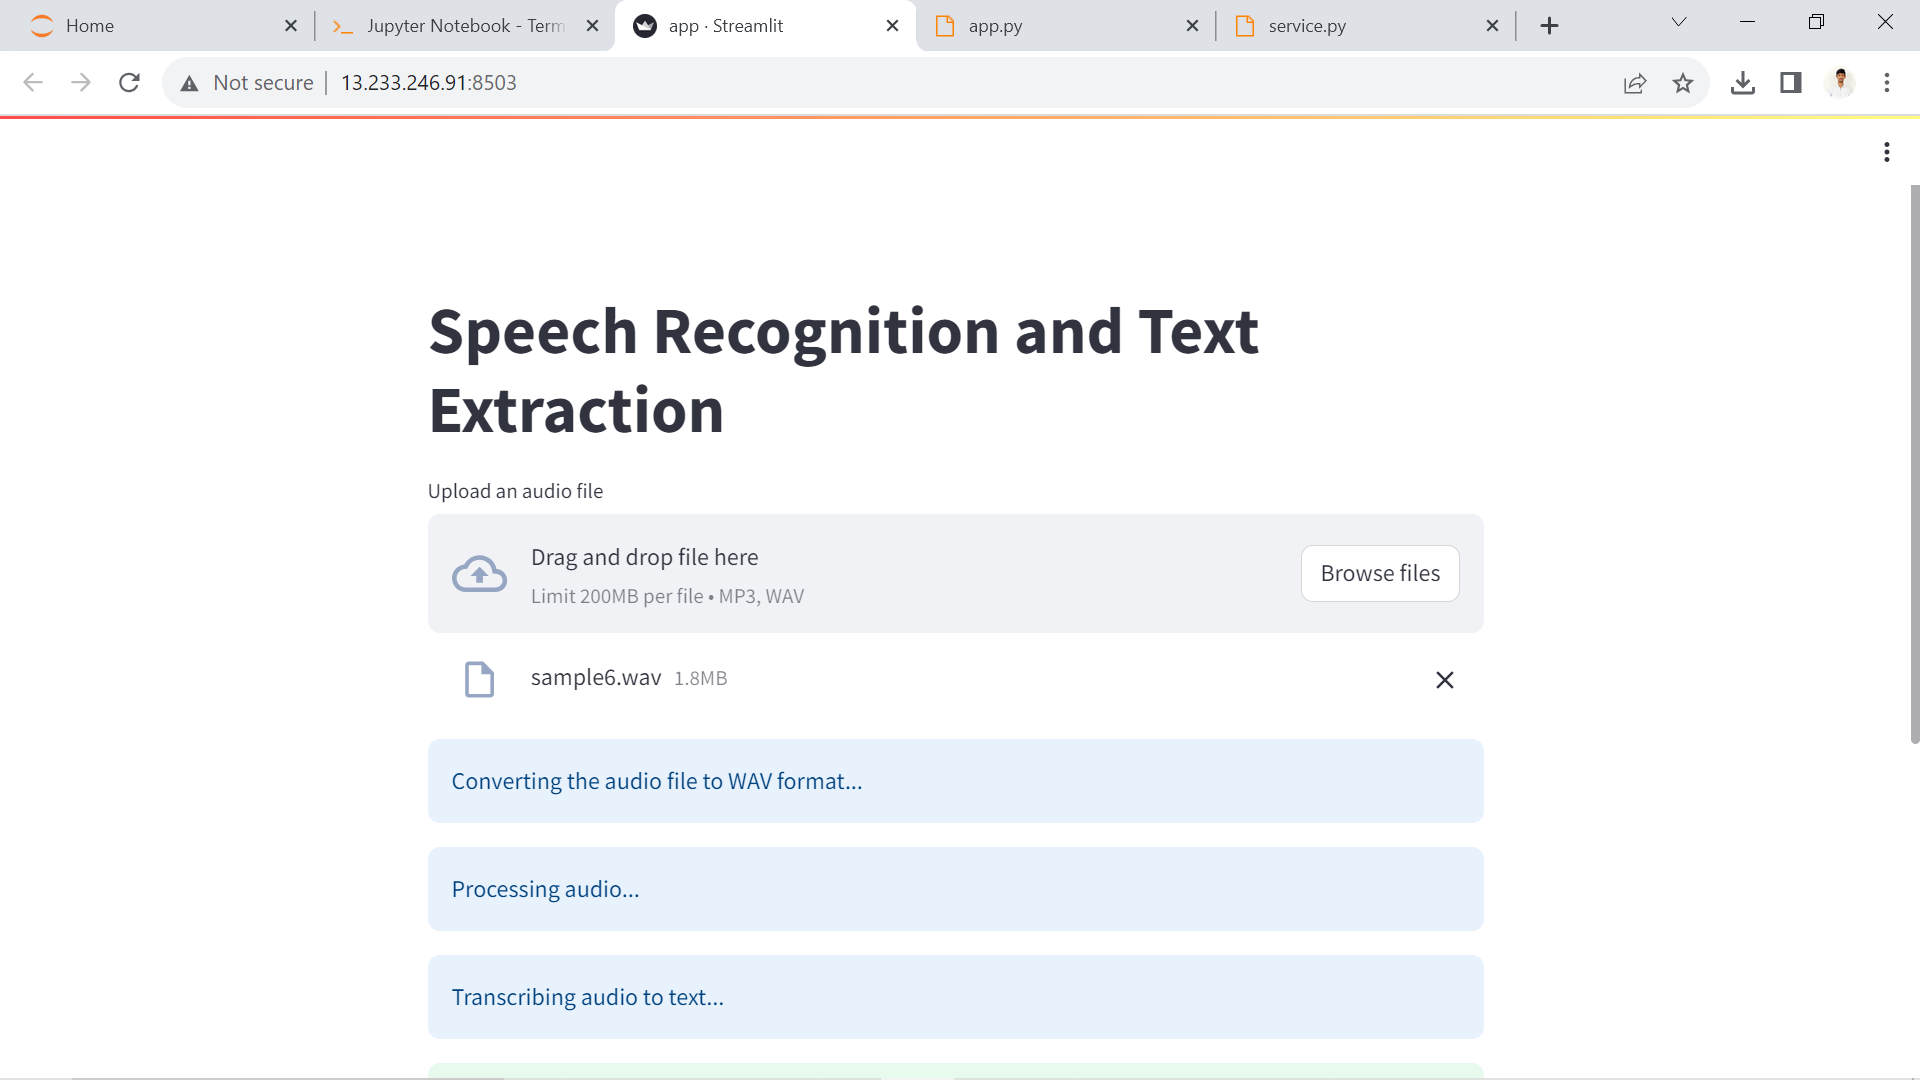 Home
Jupyter Notebook - Term
app · Streamlit
app.py
service.py
Not secure
13.233.246.91:8503
Speech Recognition and Text
Extraction
Upload an audio file
Drag and drop file here
Limit 200MB per file • MP3, WAV
Browse files
sample6.wav 1.8MB
Converting the audio file to WAV format...
Processing audio...
Transcribing audio to text...